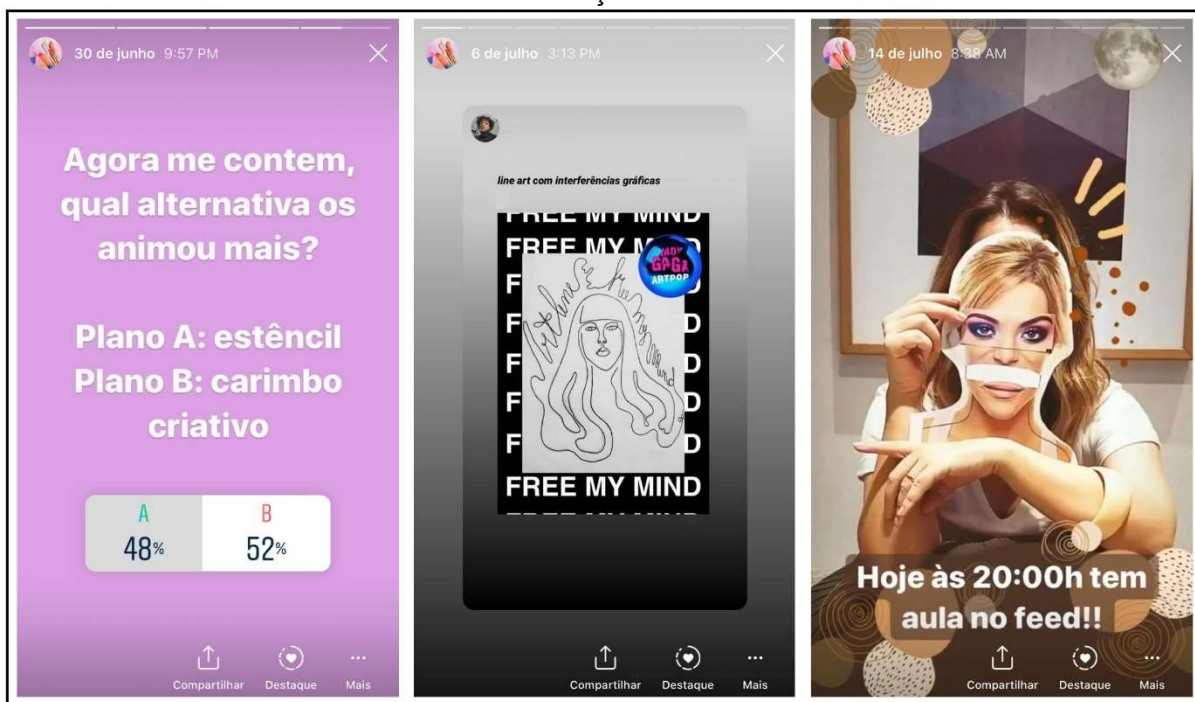 30 de junho 9:57 PM
Agora me contem,
qual alternativa os
animou mais?
Plano A: estêncil
Plano B: carimbo
criativo
A B
48% 52%
Compartilhar Destaque Mais
6 de julho 3:13 PM
line art com interferências gráficas
FREE MY MIND
FREE MY M D
F D
F D
F D
F D
F D
FREE MY MIND
LADY
GAGA
ARTPOP
Compartilhar Destaque Mais
14 de julho 8:38 AM
Hoje às 20:00h tem
aula no feed!!
Compartilhar Destaque Mais